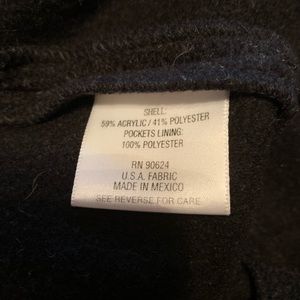 SHELL:
59% ACRYLIC / 41% POLYESTER
POCKETS LINING:
100% POLYESTER
RN 90624
U.S.A. FABRIC
MADE IN MEXICO
SEE REVERSE FOR CARE